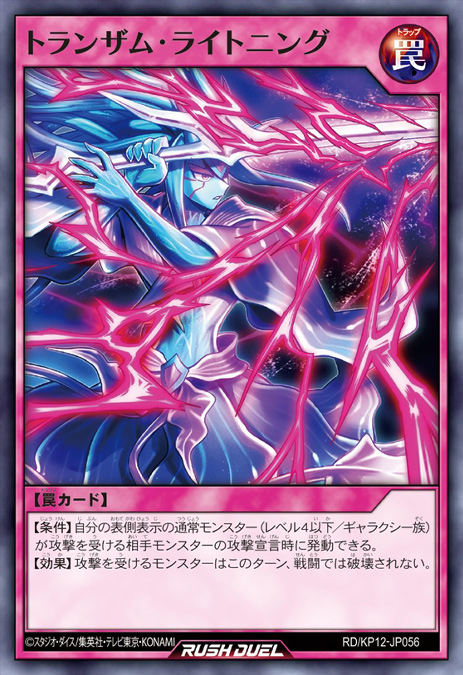 トランザム・ライトニング
トラップ
罠
【罠カード】
【条件】自分の表側表示の通常モンスター(レベル4以下/ギャラクシー族)
が攻撃を受ける相手モンスターの攻撃宣言時に発動できる。
【効果】攻撃を受けるモンスターはこのターン、戦闘では破壊されない。
©スタジオ・ダイス/集英社・テレビ東京・KONAMI
RUSH DUEL
RD/KP12-JP056